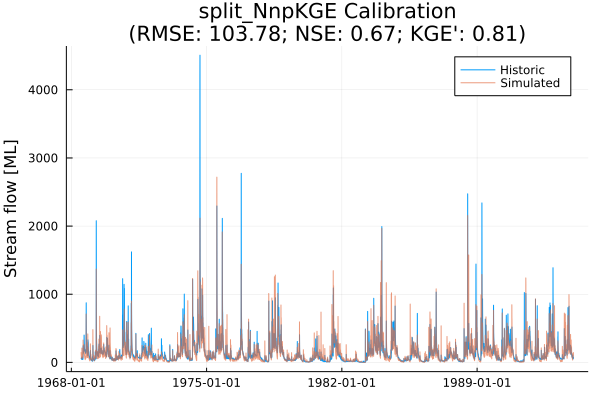 split_NnpKGE Calibration
(RMSE: 103.78; NSE: 0.67; KGE': 0.81)
Historic
Simulated
Stream flow [ML]
4000
3000
2000
1000
0
1968-01-01
1975-01-01
1982-01-01
1989-01-01